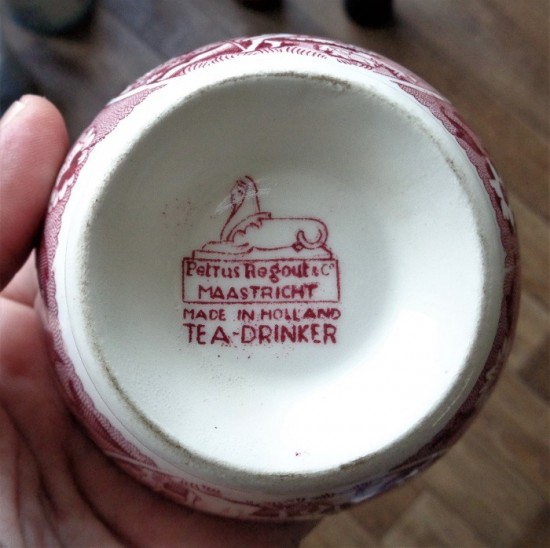 Petrus Regout & Co
MAASTRICHT
MADE IN HOLLAND
TEA-DRINKER